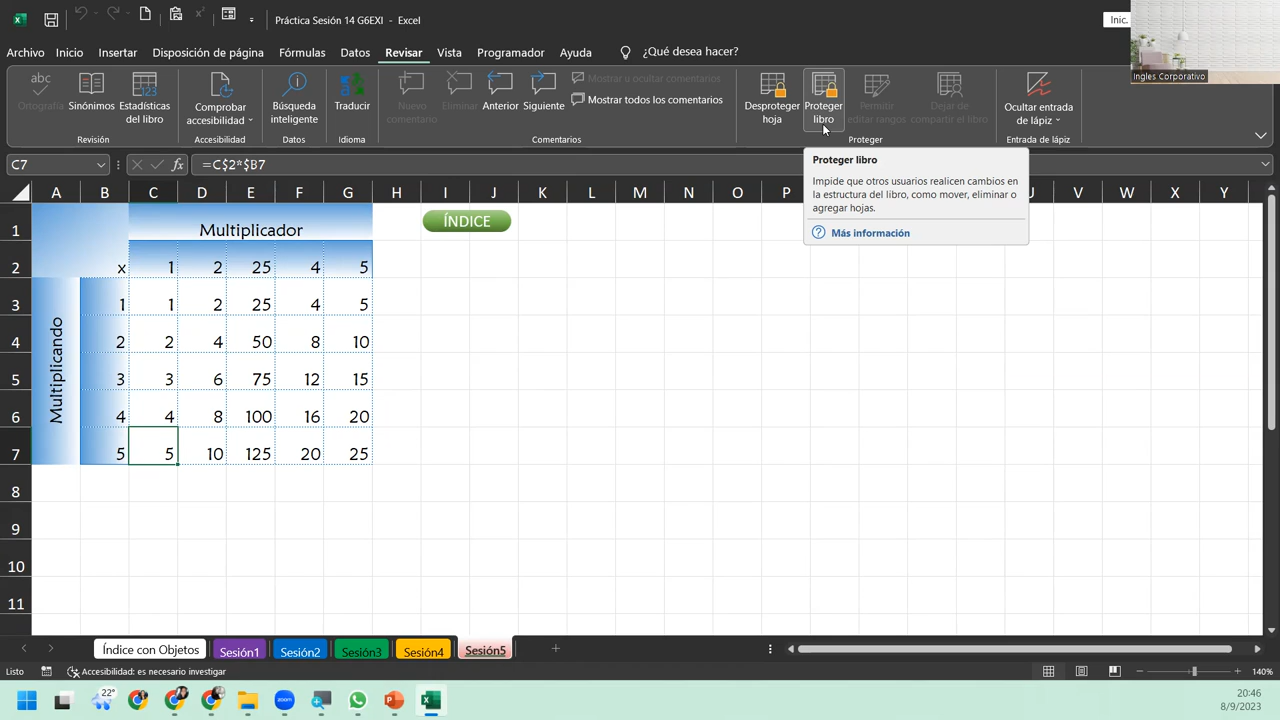 Práctica Sesión 14 G6EXI - Excel
Inic.
Archivo Inicio Insertar Disposición de página Fórmulas Datos Revisar Vista Programador Ayuda ¿Qué desea hacer?
Ingles Corporativo
abc
Ortografía
Sinónimos
123
Estadísticas
del libro
Revisión
Comprobar
accesibilidad
Accesibilidad
Búsqueda
inteligente
Datos
Traducir
Idioma
Nuevo
comentario
Eliminar
Anterior
Siguiente
Mostrar u ocultar comentarios
Mostrar todos los comentarios
Comentarios
Desproteger
hoja
Proteger
libro
Permitir
editar rangos
Dejar de
compartir el libro
Proteger
Ocultar entrada
de lápiz
Entrada de lápiz
C7 fx =C$2*$B7
Proteger libro
Impide que otros usuarios realicen cambios en
la estructura del libro, como mover, eliminar o
agregar hojas.
Más información
A B C D E F G H I J K L M N O P U V W X Y
1 Multiplicador ÍNDICE
2 x 1 2 25 4 5
Multiplicando
3 1 1 2 25 4 5
4 2 2 4 50 8 10
5 3 3 6 75 12 15
6 4 4 8 100 16 20
7 5 5 10 125 20 25
8
9
10
11
Índice con Objetos Sesión1 Sesión2 Sesión3 Sesión4 Sesión5
Listo Accesibilidad: es necesario investigar 140%
22°
zoom
20:46
8/9/2023